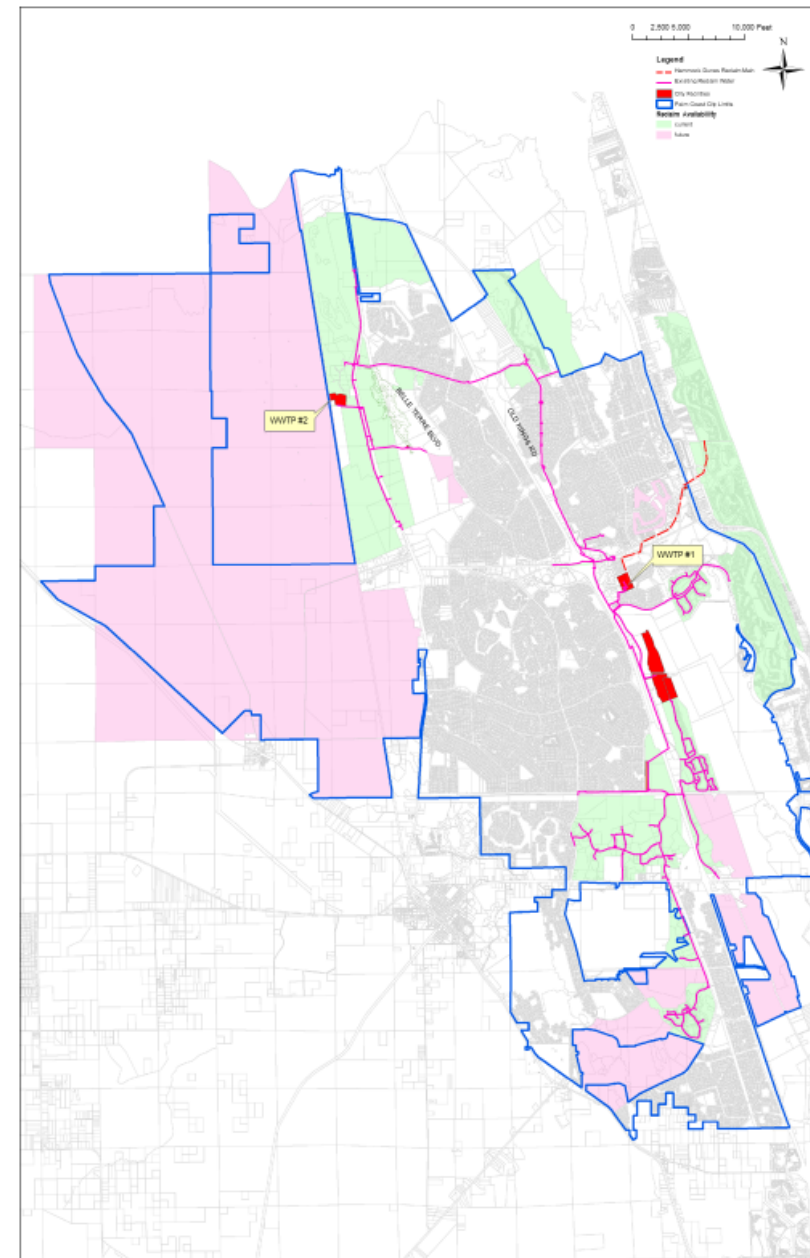 0 2,500 5,000 10,000 Feet
N
Legend
Hammock Dunes Reclaim Main
Existing Reclaim Water
City Facilities
Palm Coast City Limits
Reclaim Availability
current
future
WWTP #2
BELLE TERRE BLVD
OLD KINGS RD
WWTP #1